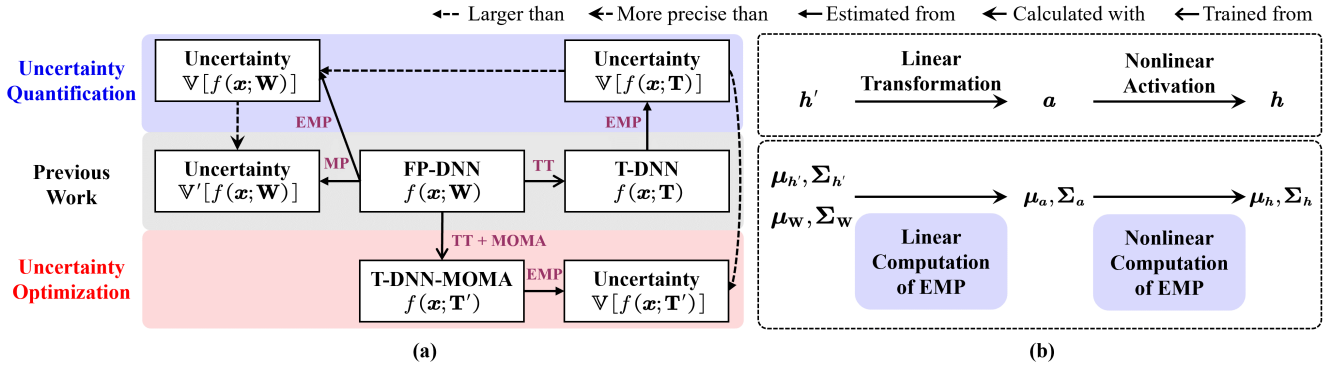 Larger than
More precise than
Estimated from
Calculated with
Trained from
Uncertainty
Quantification
Uncertainty
𝕍[f(x;W)]
Uncertainty
𝕍[f(x;T)]
EMP
EMP
Previous
Work
Uncertainty
𝕍′[f(x;W)]
MP
FP-DNN
f(x;W)
TT
T-DNN
f(x;T)
TT + MOMA
Uncertainty
Optimization
T-DNN-MOMA
f(x;T′)
EMP
Uncertainty
𝕍[f(x;T′)]
(a)
Linear
Transformation
Nonlinear
Activation
h′
a
h
μh′, Σh′
μW, ΣW
μa, Σa
μh, Σh
Linear
Computation
of EMP
Nonlinear
Computation
of EMP
(b)